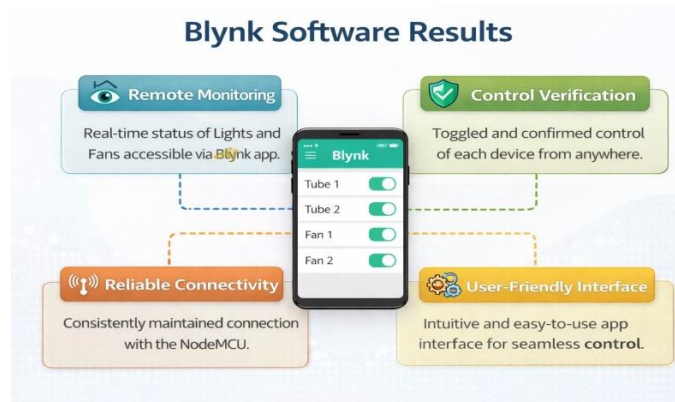 Blynk Software Results
Remote Monitoring
Real-time status of Lights and
Fans accessible via Blynk app.
Control Verification
Toggled and confirmed control
of each device from anywhere.
Blynk
Tube 1
Tube 2
Fan 1
Fan 2
Reliable Connectivity
Consistently maintained connection
with the NodeMCU.
User-Friendly Interface
Intuitive and easy-to-use app
interface for seamless control.